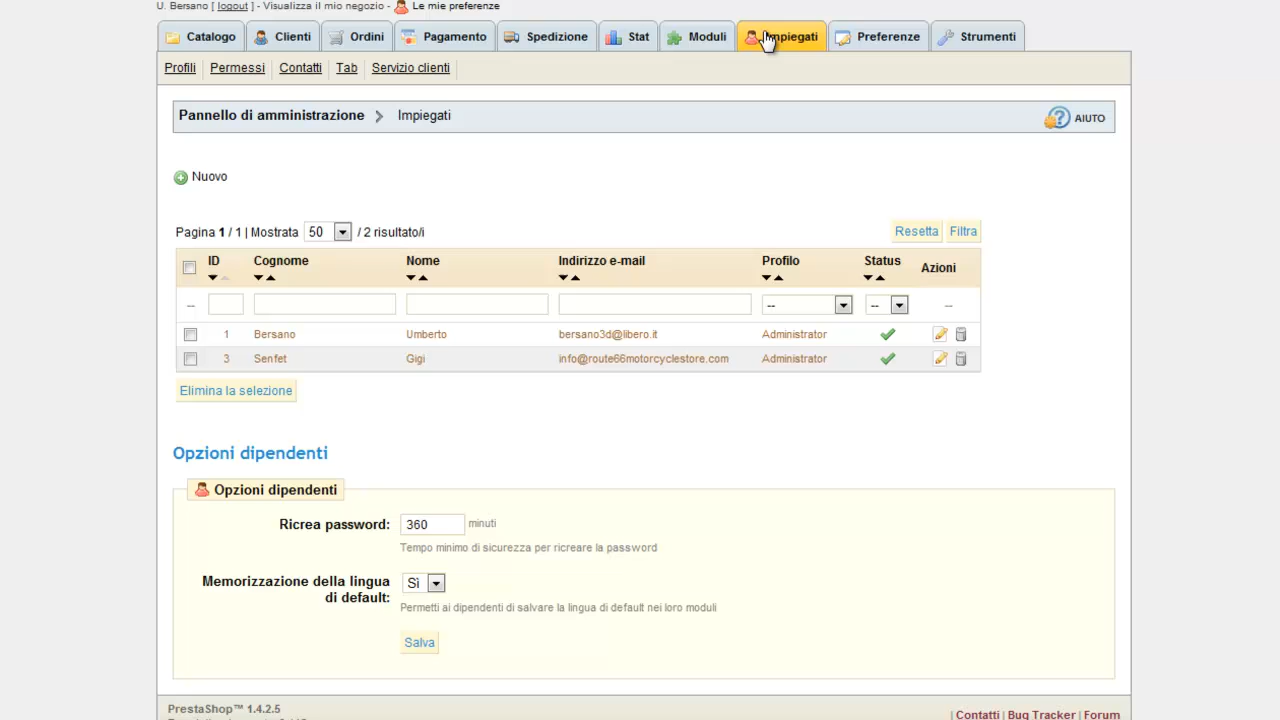 U. Bersano [ logout ] - Visualizza il mio negozio - Le mie preferenze
Catalogo Clienti Ordini Pagamento Spedizione Stat Moduli Impiegati Preferenze Strumenti
Profili Permessi Contatti Tab Servizio clienti
Pannello di amministrazione > Impiegati AIUTO
Nuovo
Pagina 1 / 1 | Mostrata 50 / 2 risultato/i Resetta Filtra
ID Cognome Nome Indirizzo e-mail Profilo Status Azioni
-- -- -- --
1 Bersano Umberto bersano3d@libero.it Administrator
3 Senfet Gigi info@route66motorcyclestore.com Administrator
Elimina la selezione
Opzioni dipendenti
Opzioni dipendenti
Ricrea password: 360 minuti
Tempo minimo di sicurezza per ricreare la password
Memorizzazione della lingua di default: Sì
Permetti ai dipendenti di salvare la lingua di default nei loro moduli
Salva
PrestaShop™ 1.4.2.5
| Contatti | Bug Tracker | Forum